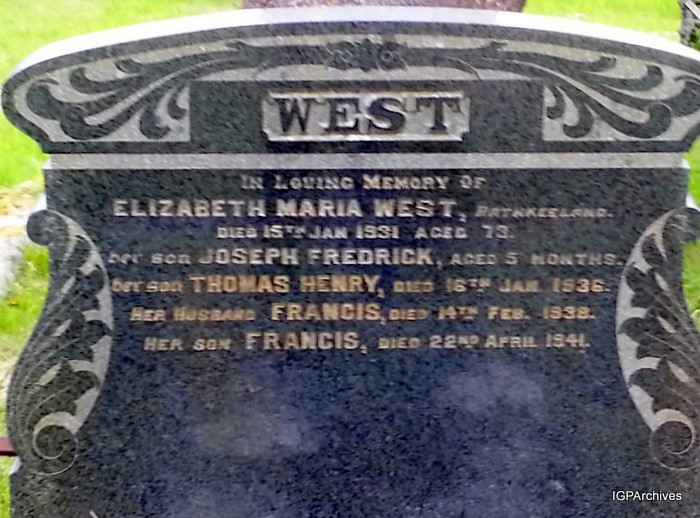 WEST
IN LOVING MEMORY OF
ELIZABETH MARIA WEST, RATHKEELAND.
DIED 15TH JAN 1931 AGED 73.
her son JOSEPH FREDRICK, AGED 5 MONTHS.
her son THOMAS HENRY, DIED 16TH JAN 1936.
HER HUSBAND FRANCIS, DIED 14TH FEB. 1938.
HER SON FRANCIS, DIED 22ND APRIL 1941.
IGPArchives